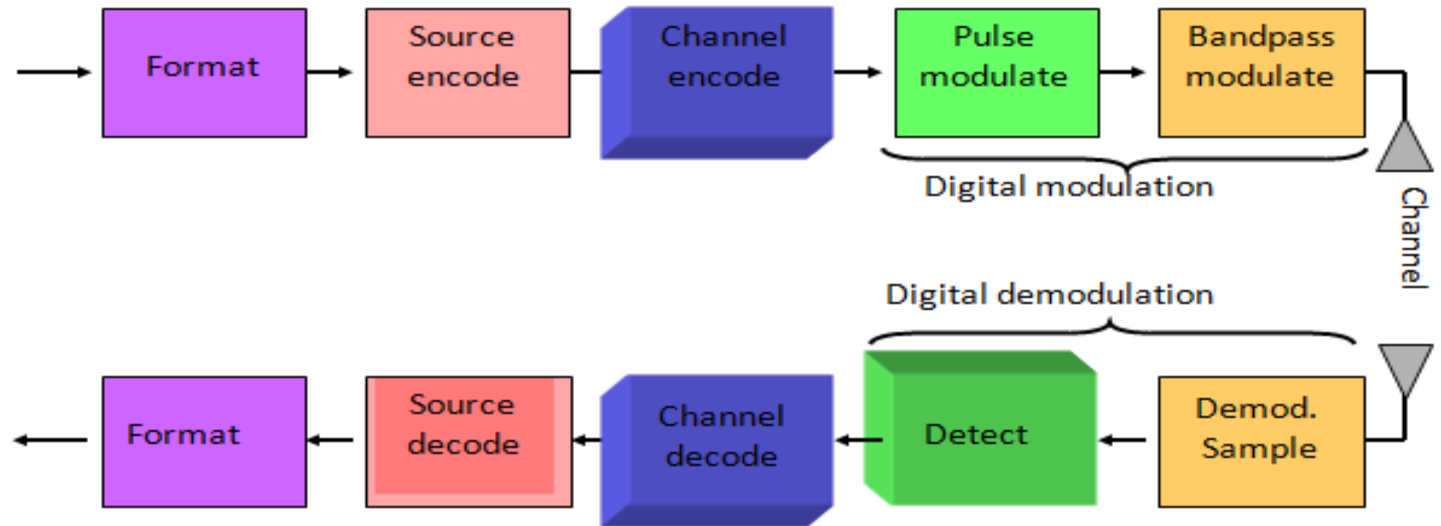 Format
Source
encode
Channel
encode
Pulse
modulate
Bandpass
modulate
Digital modulation
Channel
Digital demodulation
Format
Source
decode
Channel
decode
Detect
Demod.
Sample